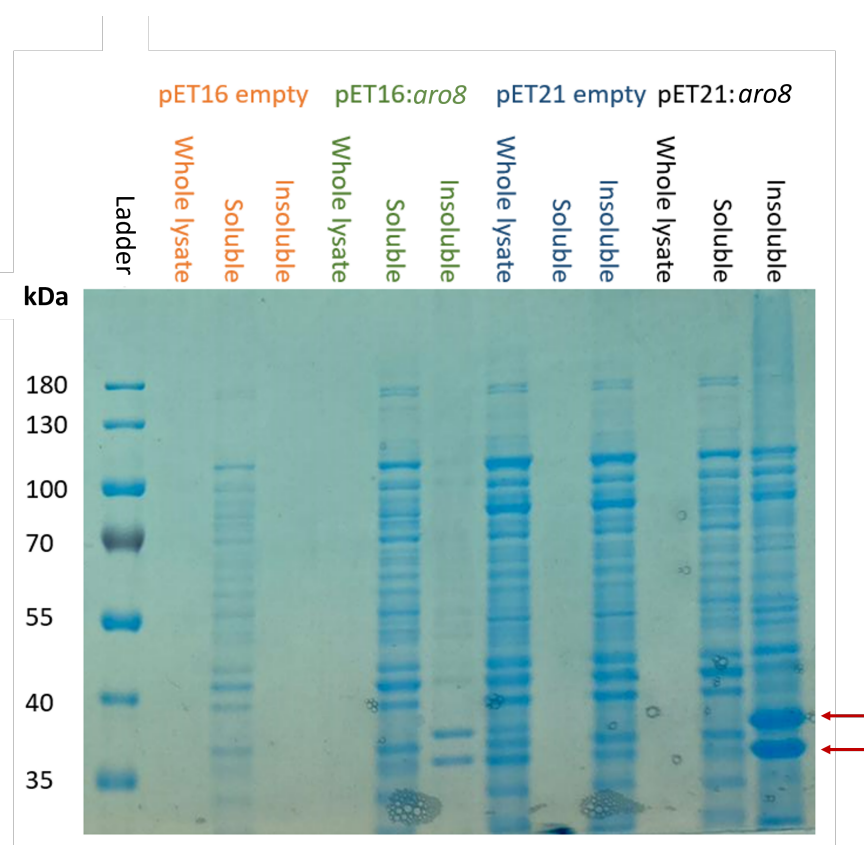 pET16 empty pET16:aro8 pET21 empty pET21:aro8
Ladder
Whole lysate
Soluble
Insoluble
Whole lysate
Soluble
Insoluble
Whole lysate
Soluble
Insoluble
Whole lysate
Soluble
Insoluble
kDa
180
130
100
70
55
40
35